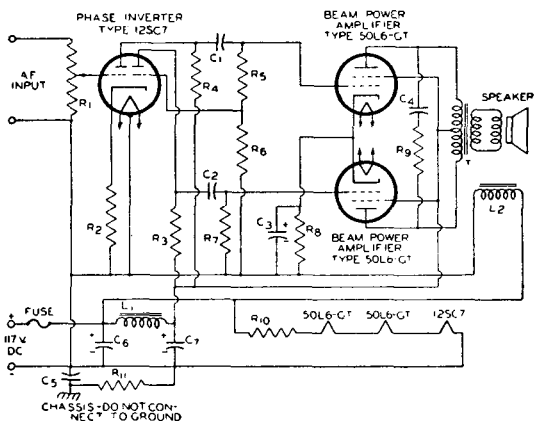 PHASE INVERTER
TYPE 12SC7
BEAM POWER
AMPLIFIER
TYPE 50L6-GT
AF
INPUT
R1
C1
R4
R5
C4
SPEAKER
R6
R9
T
C2
L2
R2
R3
R7
C3
+
-
R8
BEAM POWER
AMPLIFIER
TYPE 50L6-GT
+
FUSE
L1
117 V.
DC
-
+
-
C6
+
-
C7
R10
50L6-GT
50L6-GT
12SC7
C5
R11
CHASSIS-DO NOT CON-
NECT TO GROUND